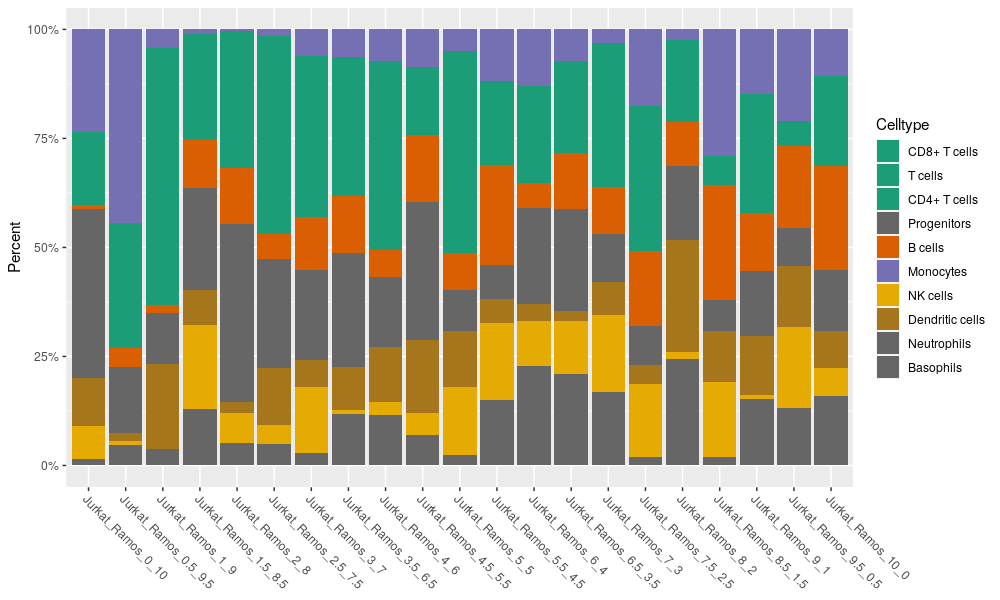 100%
75%
50%
25%
0%
Percent
Jurkat_Ramos_0_10
Jurkat_Ramos_0.5_9.5
Jurkat_Ramos_1_9
Jurkat_Ramos_1.5_8.5
Jurkat_Ramos_2_8
Jurkat_Ramos_2.5_7.5
Jurkat_Ramos_3_7
Jurkat_Ramos_3.5_6.5
Jurkat_Ramos_4_6
Jurkat_Ramos_4.5_5.5
Jurkat_Ramos_5_5
Jurkat_Ramos_5.5_4.5
Jurkat_Ramos_6_4
Jurkat_Ramos_6.5_3.5
Jurkat_Ramos_7_3
Jurkat_Ramos_7.5_2.5
Jurkat_Ramos_8_2
Jurkat_Ramos_8.5_1.5
Jurkat_Ramos_9_1
Jurkat_Ramos_9.5_0.5
Jurkat_Ramos_10_0
Celltype
CD8+ T cells
T cells
CD4+ T cells
Progenitors
B cells
Monocytes
NK cells
Dendritic cells
Neutrophils
Basophils